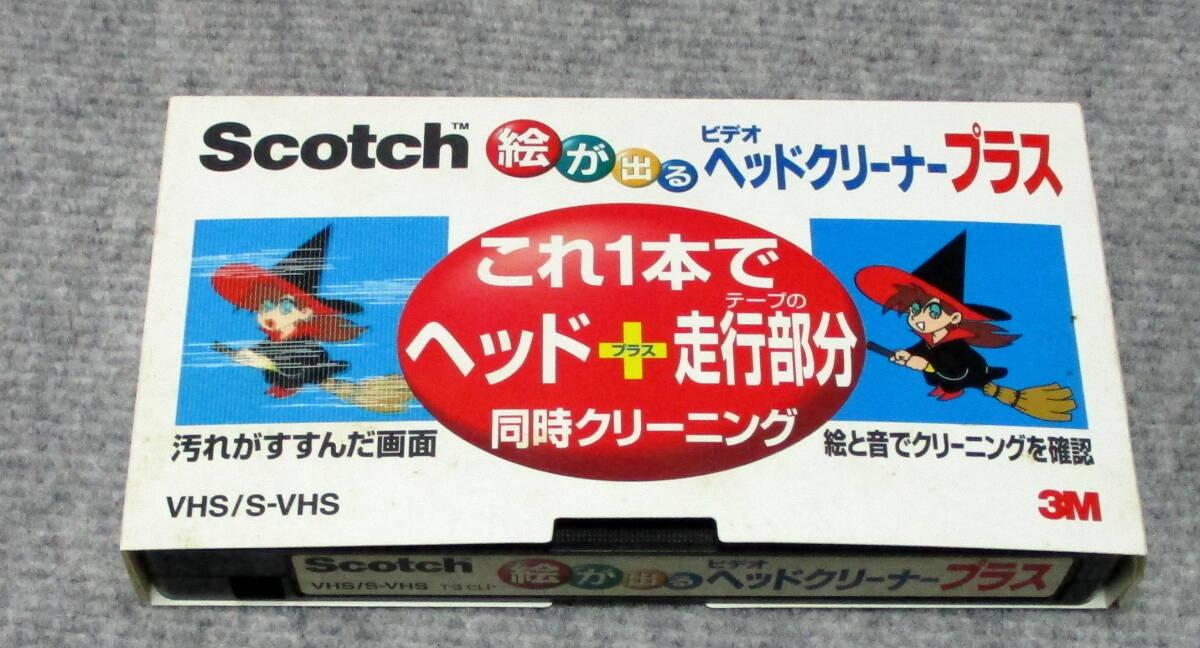 Scotch™ 絵が出る ビデオ ヘッドクリーナープラス
これ1本で
ヘッド プラス テープの 走行部分
同時クリーニング
汚れがすすんだ画面
絵と音でクリーニングを確認
VHS/S-VHS
3M
Scotch 絵が出る ビデオ ヘッドクリーナープラス
VHS/S-VHS